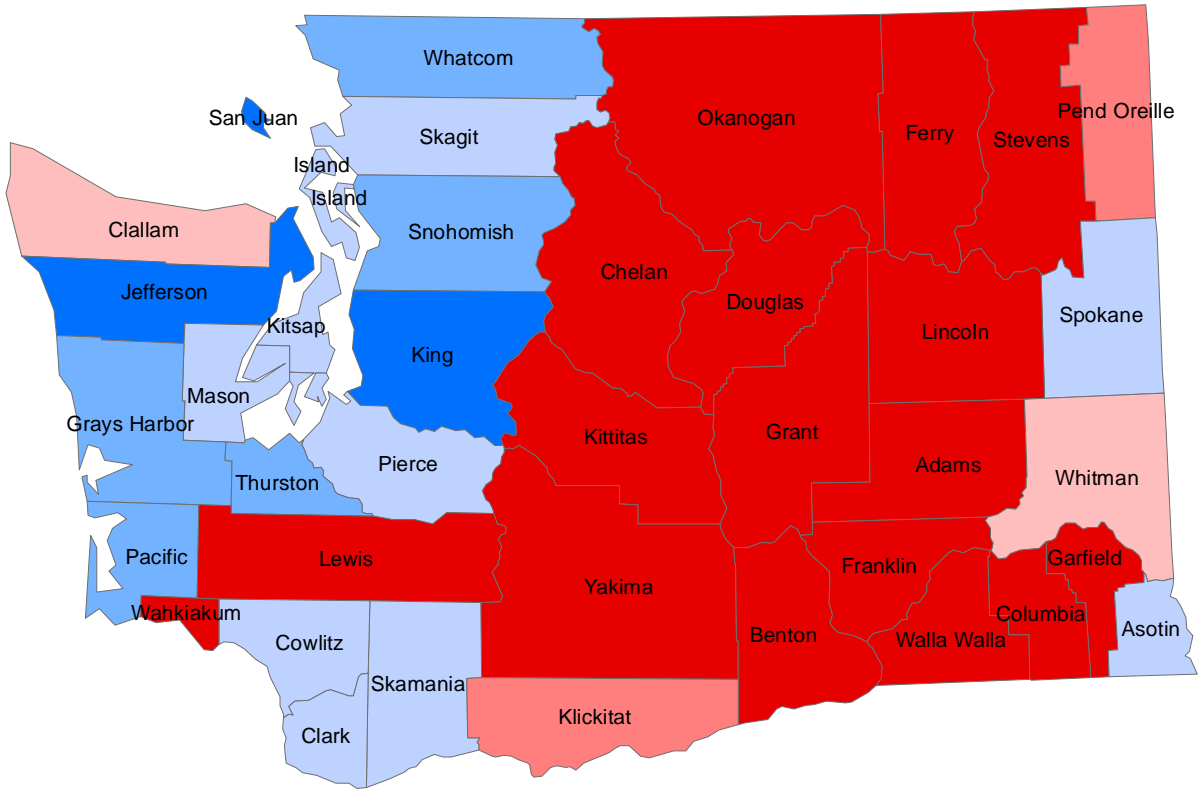 Whatcom
San Juan
Skagit
Okanogan
Ferry
Stevens
Pend Oreille
Island
Island
Clallam
Snohomish
Chelan
Jefferson
Douglas
Kitsap
King
Lincoln
Spokane
Mason
Grays Harbor
Kittitas
Grant
Pierce
Adams
Whitman
Thurston
Pacific
Lewis
Yakima
Franklin
Garfield
Wahkiakum
Cowlitz
Benton
Walla Walla
Columbia
Asotin
Skamania
Clark
Klickitat